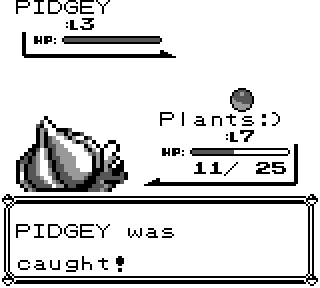 PIDGEY
:L3
HP:
Plants:)
:L7
HP:
11/ 25
PIDGEY was
caught!